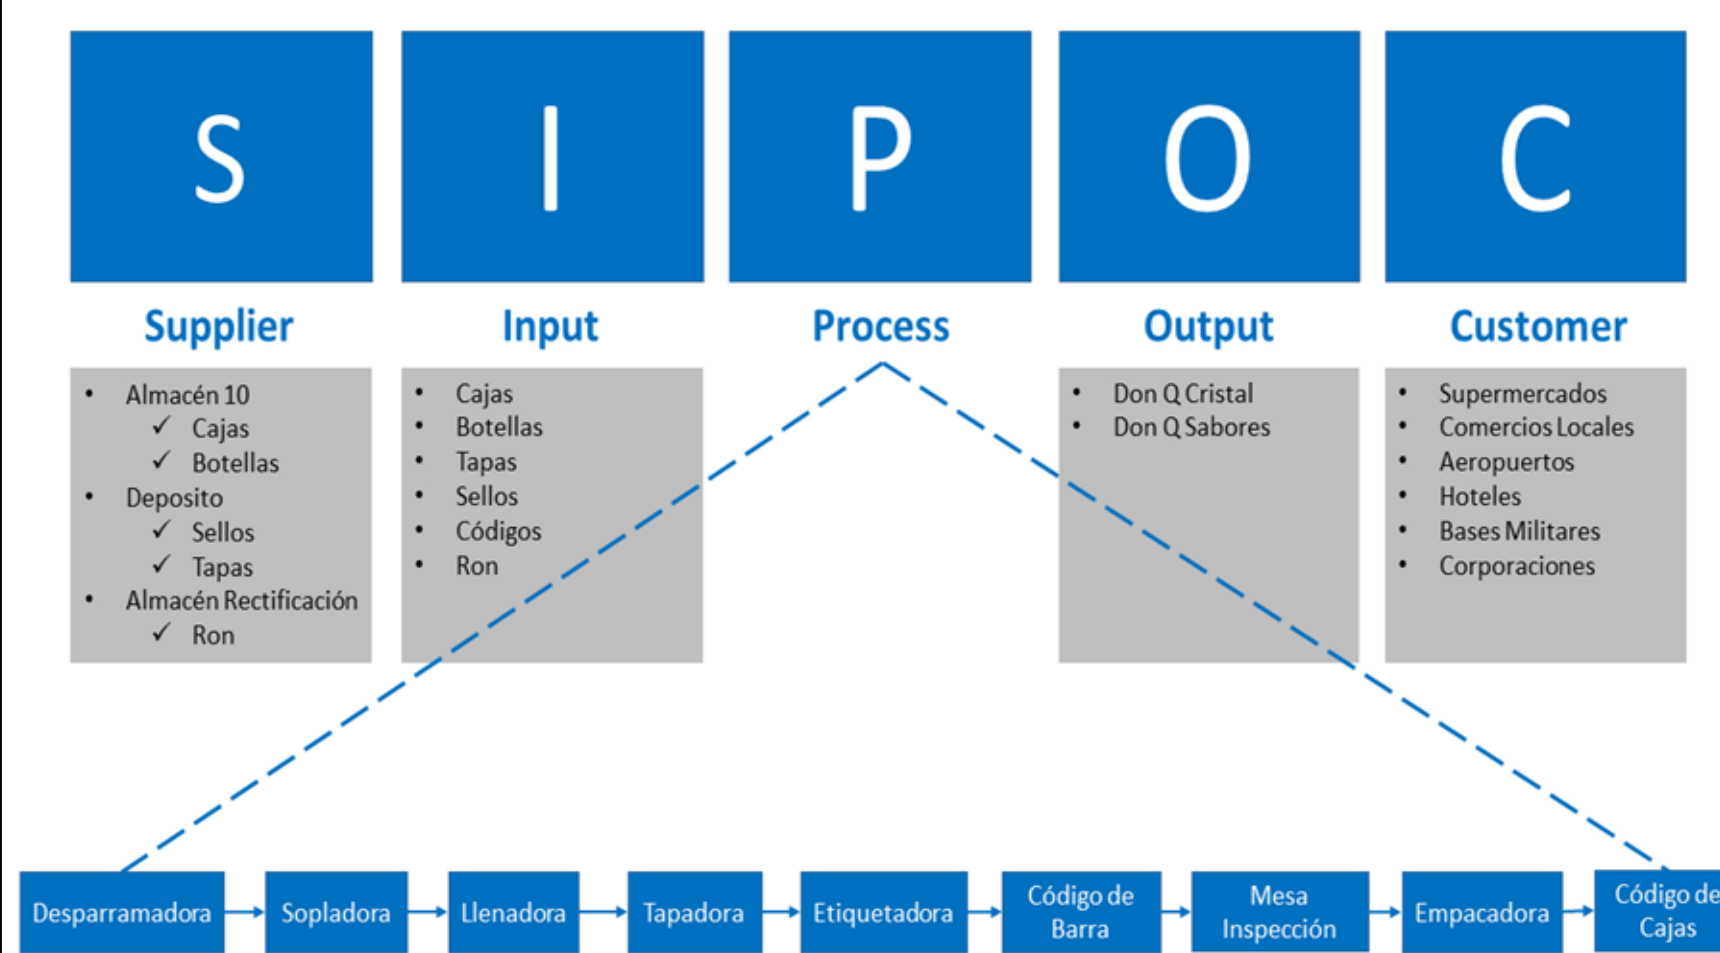 S
I
P
O
C
Supplier
Input
Process
Output
Customer
• Almacén 10
✓ Cajas
✓ Botellas
• Deposito
✓ Sellos
✓ Tapas
• Almacén Rectificación
✓ Ron
• Cajas
• Botellas
• Tapas
• Sellos
• Códigos
• Ron
• Don Q Cristal
• Don Q Sabores
• Supermercados
• Comercios Locales
• Aeropuertos
• Hoteles
• Bases Militares
• Corporaciones
Desparramadora
Sopladora
Llenadora
Tapadora
Etiquetadora
Código de
Barra
Mesa
Inspección
Empacadora
Código de
Cajas